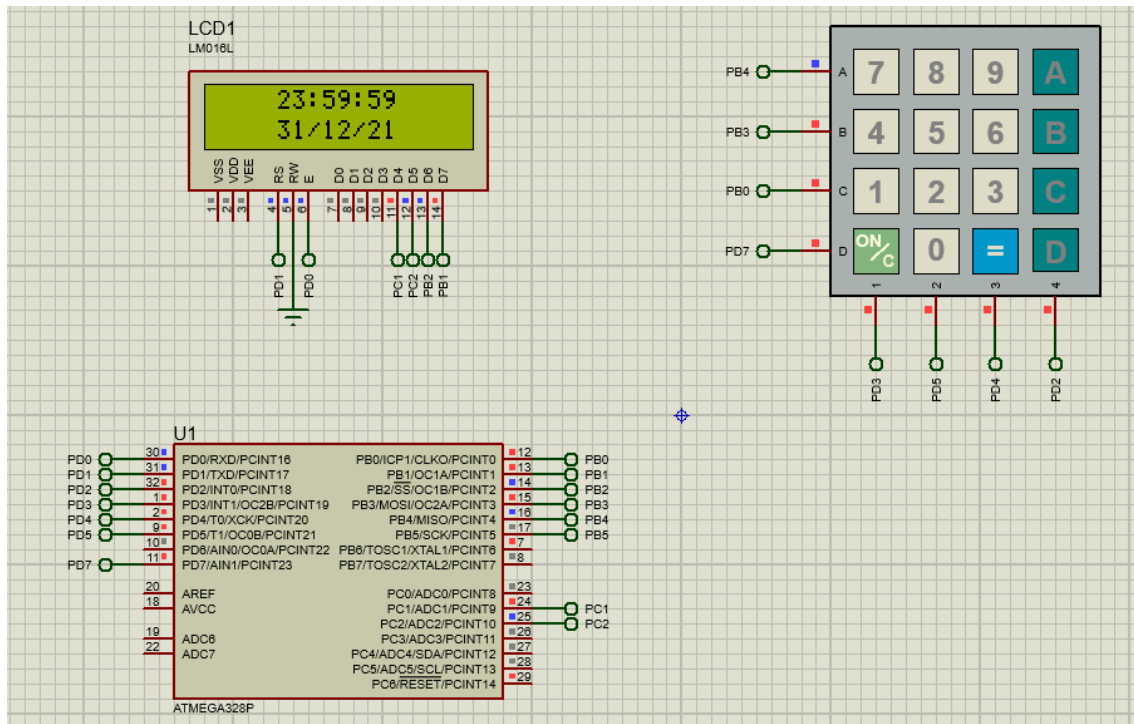 LCD1
LM016L
23:59:59
31/12/21
VSS VDD VEE RS RW E D0 D1 D2 D3 D4 D5 D6 D7
1 2 3 4 5 6 7 8 9 10 11 12 13 14
PD1 PD0 PC1 PC2 PB2 PB1
PB4 A 7 8 9 A
PB3 B 4 5 6 B
PB0 C 1 2 3 C
PD7 D ON/C 0 = D
1 2 3 4
PD3 PD5 PD4 PD2
U1
PD0 30 PD0/RXD/PCINT16 PB0/ICP1/CLKO/PCINT0 12 PB0
PD1 31 PD1/TXD/PCINT17 PB1/OC1A/PCINT1 13 PB1
PD2 32 PD2/INT0/PCINT18 PB2/SS/OC1B/PCINT2 14 PB2
PD3 1 PD3/INT1/OC2B/PCINT19 PB3/MOSI/OC2A/PCINT3 15 PB3
PD4 2 PD4/T0/XCK/PCINT20 PB4/MISO/PCINT4 16 PB4
PD5 9 PD5/T1/OC0B/PCINT21 PB5/SCK/PCINT5 17 PB5
10 PD6/AIN0/OC0A/PCINT22 PB6/TOSC1/XTAL1/PCINT6 7
PD7 11 PD7/AIN1/PCINT23 PB7/TOSC2/XTAL2/PCINT7 8
20 AREF PC0/ADC0/PCINT8 23
18 AVCC PC1/ADC1/PCINT9 24 PC1
PC2/ADC2/PCINT10 25 PC2
19 ADC6 PC3/ADC3/PCINT11 26
22 ADC7 PC4/ADC4/SDA/PCINT12 27
PC5/ADC5/SCL/PCINT13 28
PC6/RESET/PCINT14 29
ATMEGA328P